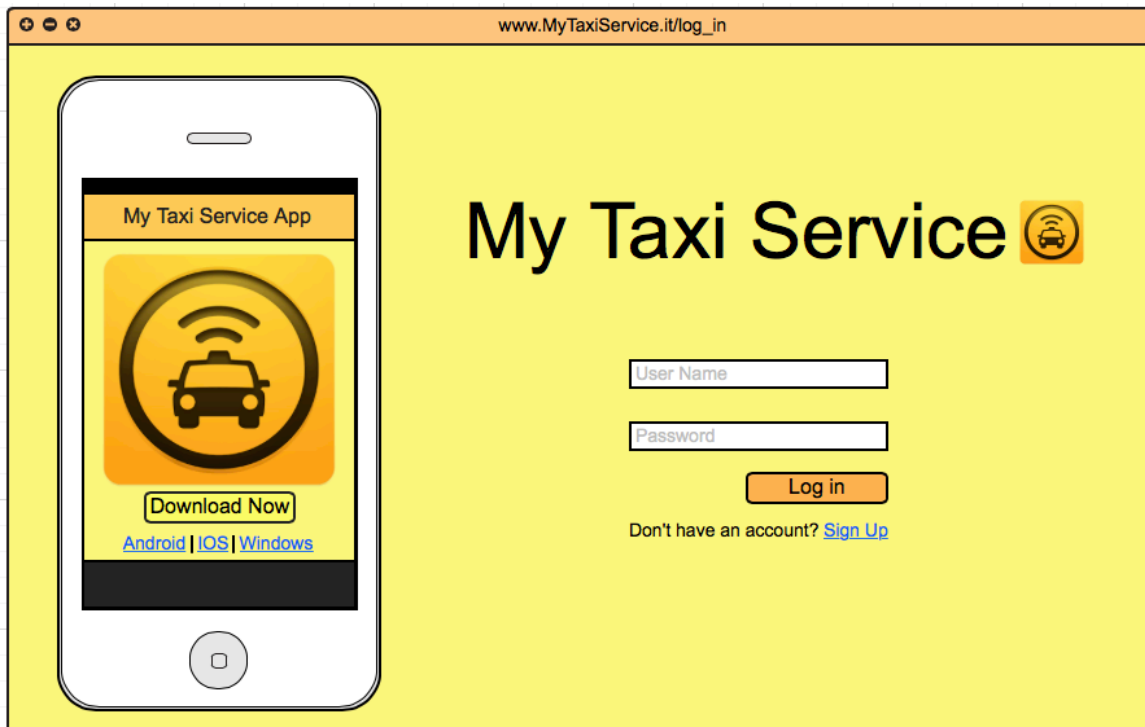 www.MyTaxiService.it/log_in
My Taxi Service App
Download Now
Android | IOS | Windows
My Taxi Service
User Name
Password
Log in
Don't have an account? Sign Up